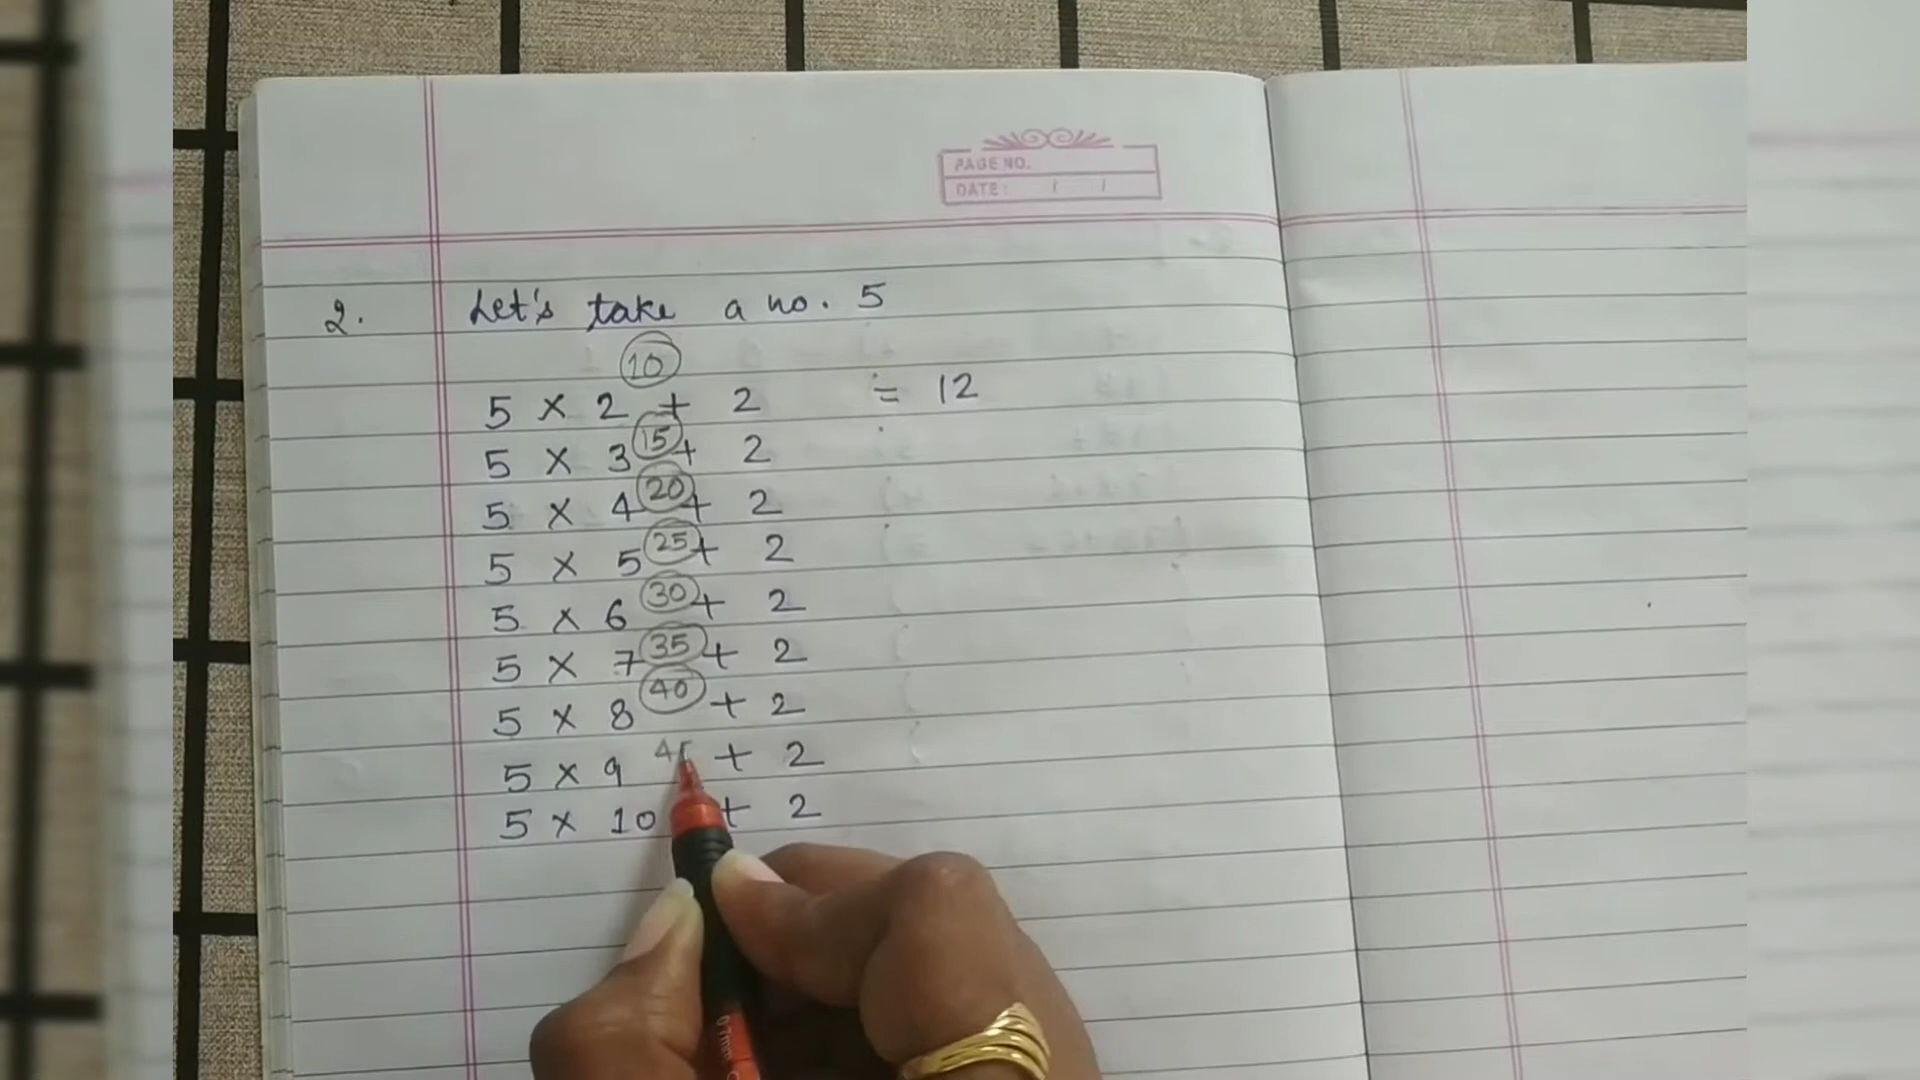 PAGE NO.
DATE: / /
2. Let's take a no. 5
10
5 × 2 + 2 = 12
15
5 × 3 + 2
20
5 × 4 + 2
25
5 × 5 + 2
30
5 × 6 + 2
35
5 × 7 + 2
40
5 × 8 + 2
45
5 × 9 + 2
5 × 10 + 2